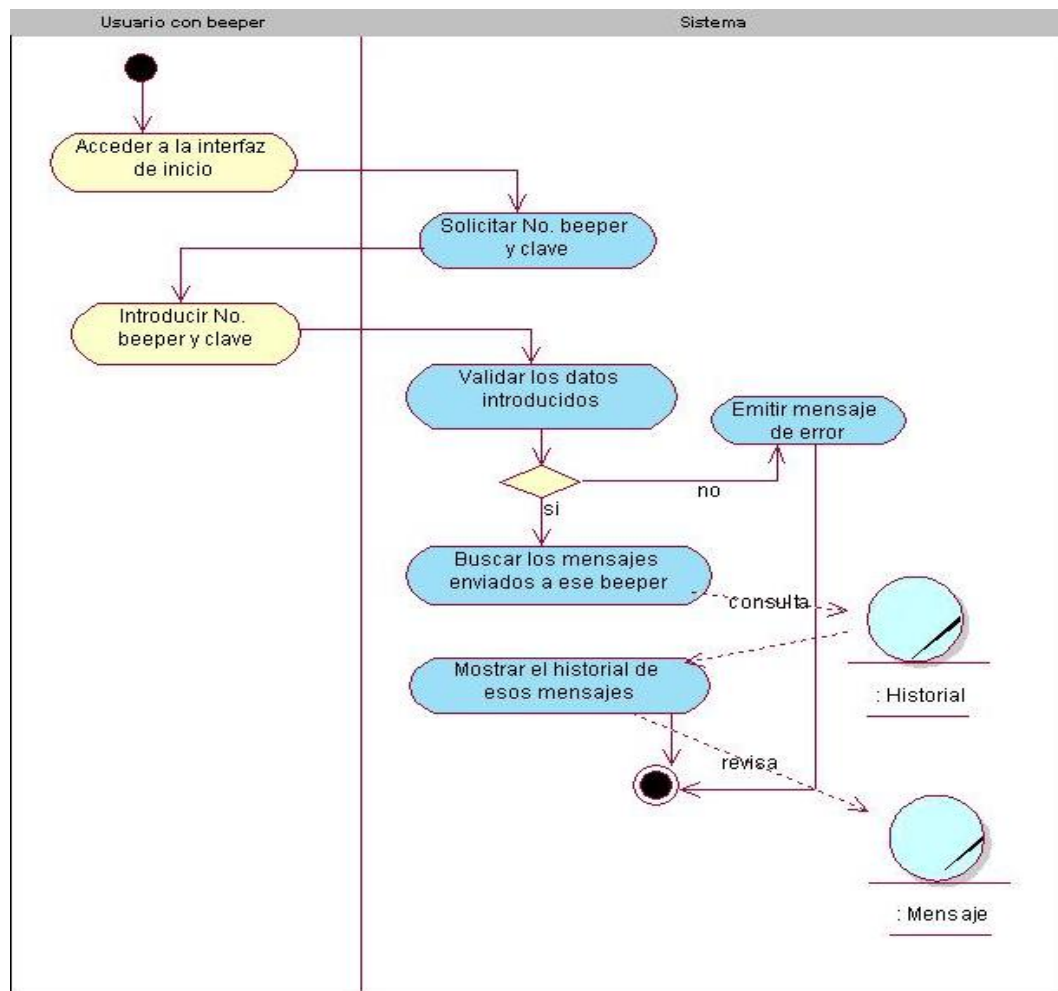 Usuario con beeper
Sistema
Acceder a la interfaz
de inicio
Solicitar No. beeper
y clave
Introducir No.
beeper y clave
Validar los datos
introducidos
Emitir mensaje
de error
no
si
Buscar los mensajes
enviados a ese beeper
consulta
Mostrar el historial de
esos mensajes
: Historial
revisa
: Mensaje